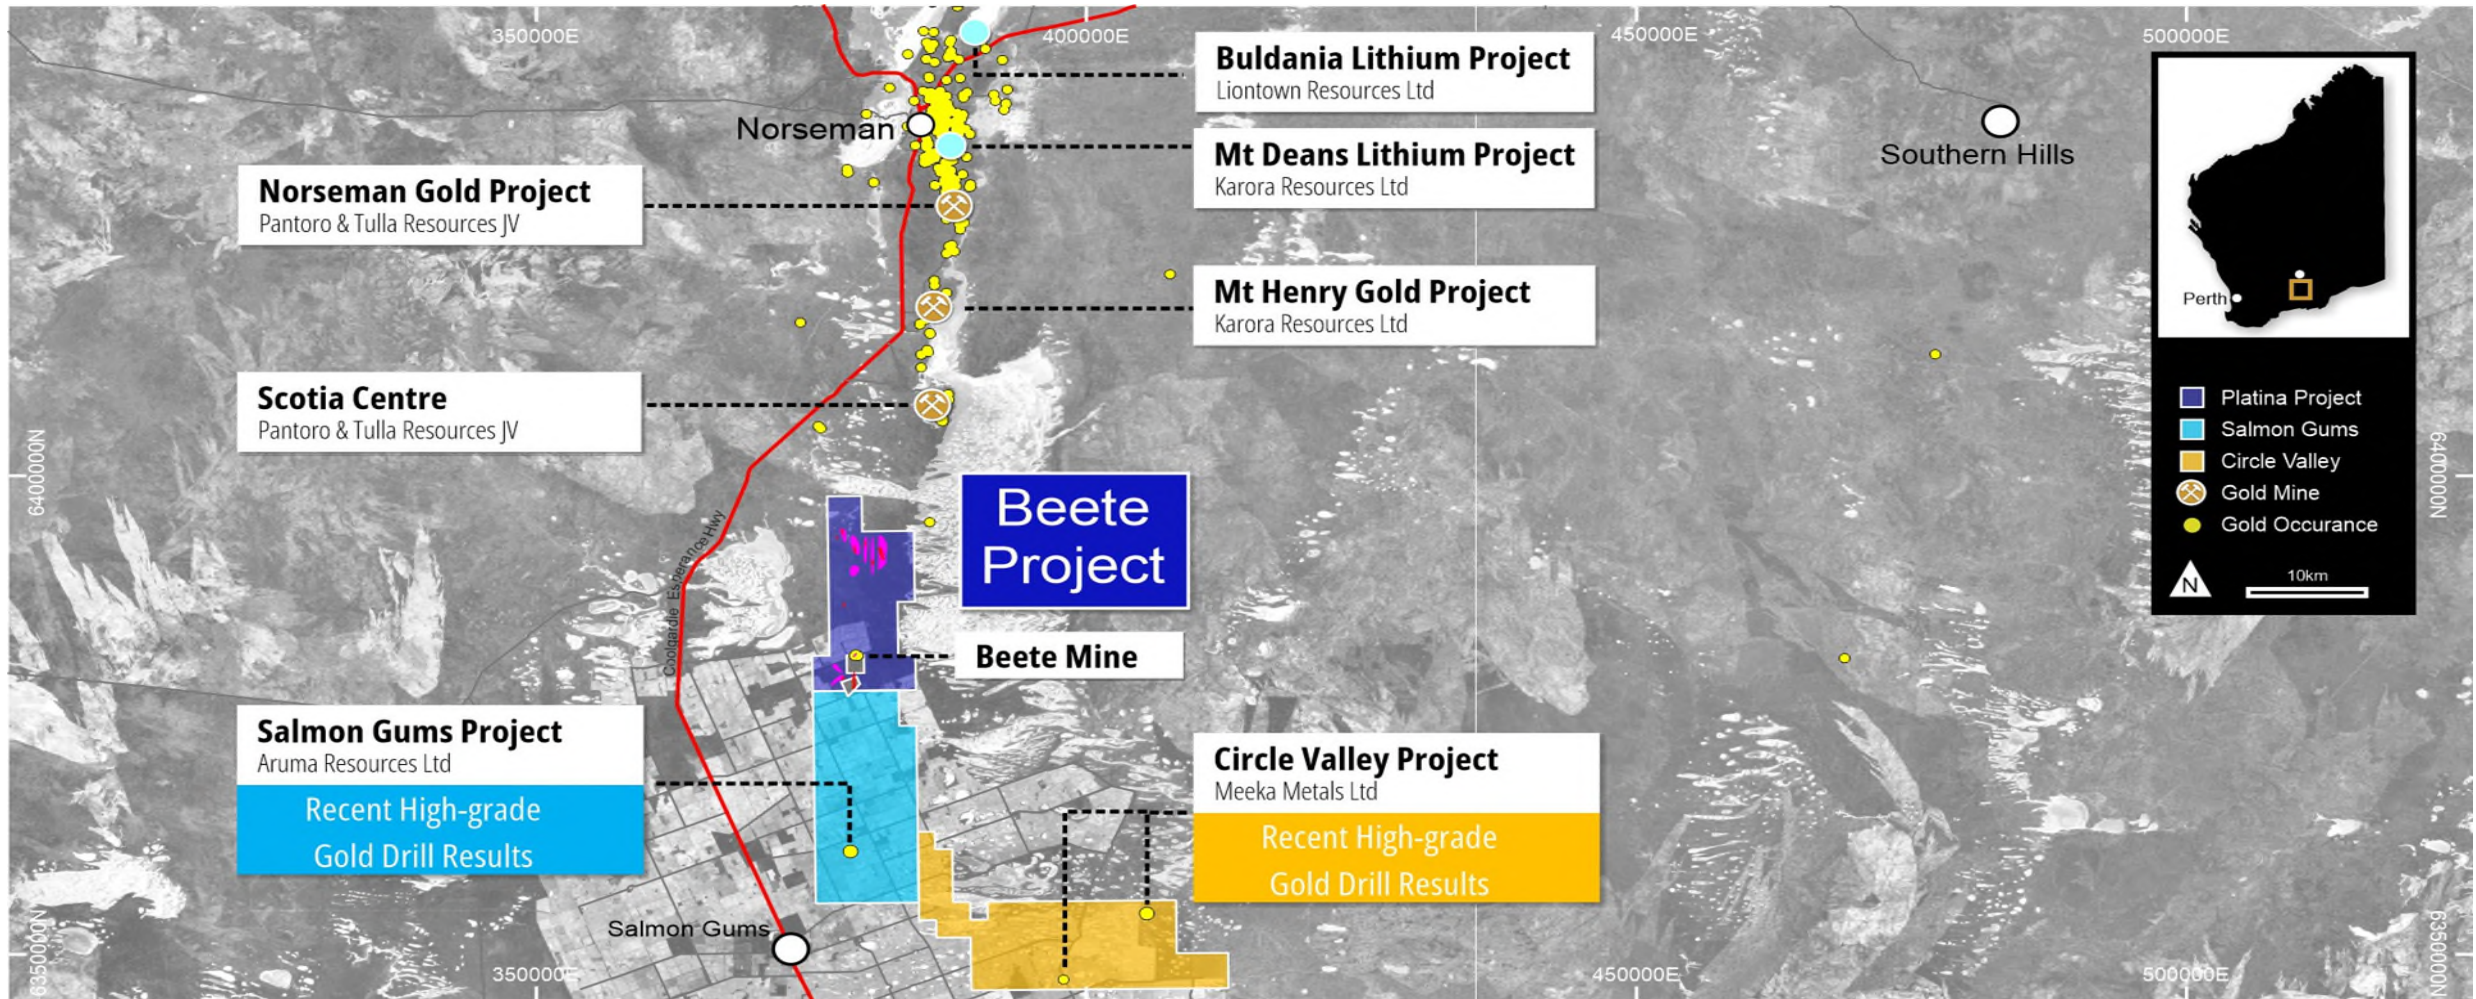 350000E
400000E
450000E
500000E
Buldania Lithium Project
Liontown Resources Ltd
Norseman
Mt Deans Lithium Project
Karora Resources Ltd
Southern Hills
Norseman Gold Project
Pantoro & Tulla Resources JV
Mt Henry Gold Project
Karora Resources Ltd
Perth
Scotia Centre
Pantoro & Tulla Resources JV
Platina Project
Salmon Gums
Circle Valley
Gold Mine
Gold Occurance
10km
N
6400000N
6400000N
Beete
Project
Coolgardie Esperance Hwy
Beete Mine
Salmon Gums Project
Aruma Resources Ltd
Recent High-grade
Gold Drill Results
Circle Valley Project
Meeka Metals Ltd
Recent High-grade
Gold Drill Results
Salmon Gums
6350000N
6350000N
350000E
450000E
500000E